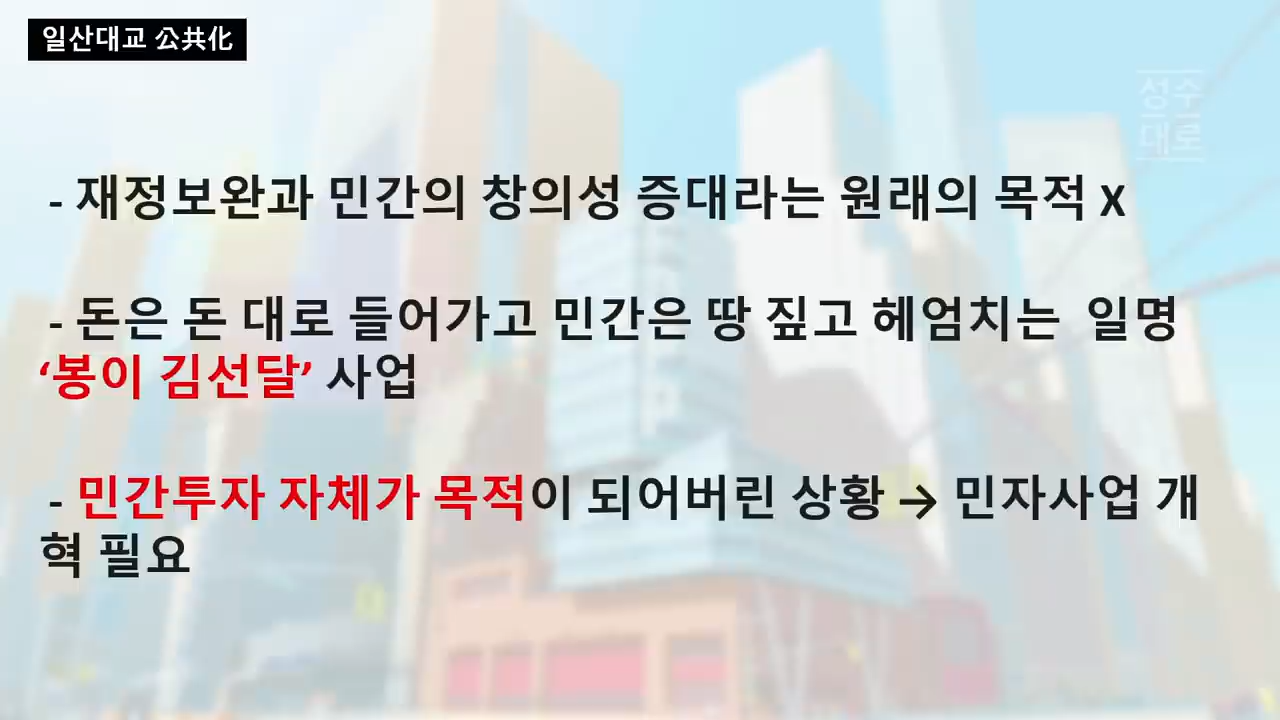 일산대교 公共化
성수
대로
- 재정보완과 민간의 창의성 증대라는 원래의 목적 X
- 돈은 돈 대로 들어가고 민간은 땅 짚고 헤엄치는 일명
‘봉이 김선달’ 사업
- 민간투자 자체가 목적이 되어버린 상황 → 민자사업 개
혁 필요